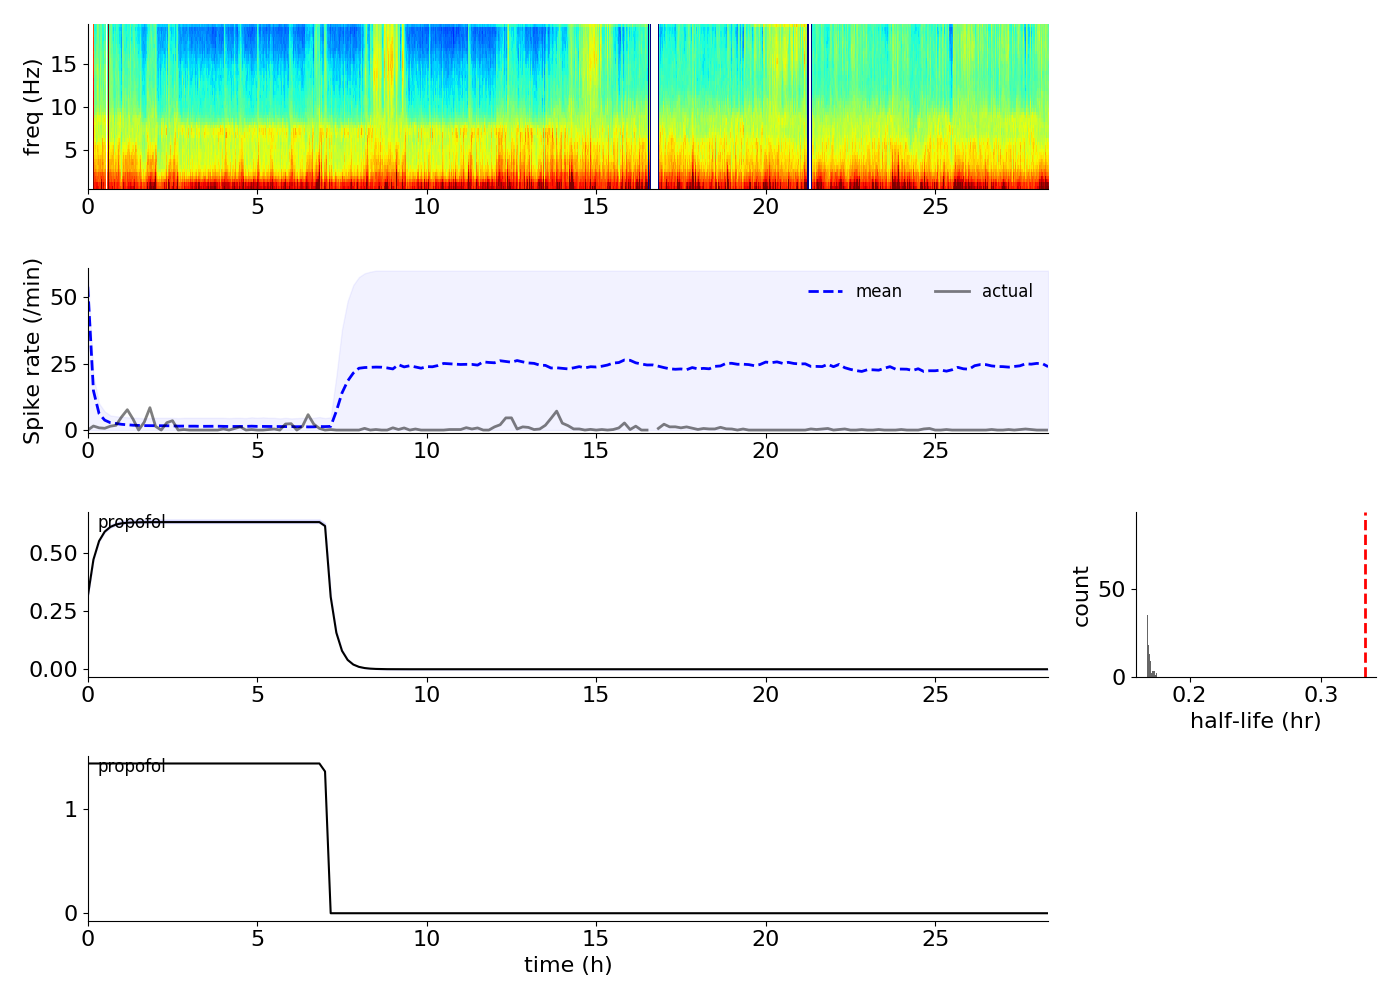 freq (Hz)
15
10
5
0 5 10 15 20 25
Spike rate (/min)
50
25
0
mean actual
0 5 10 15 20 25
propofol
0.50
0.25
0.00
0 5 10 15 20 25
count
50
0
0.2 0.3
half-life (hr)
propofol
1
0
0 5 10 15 20 25
time (h)